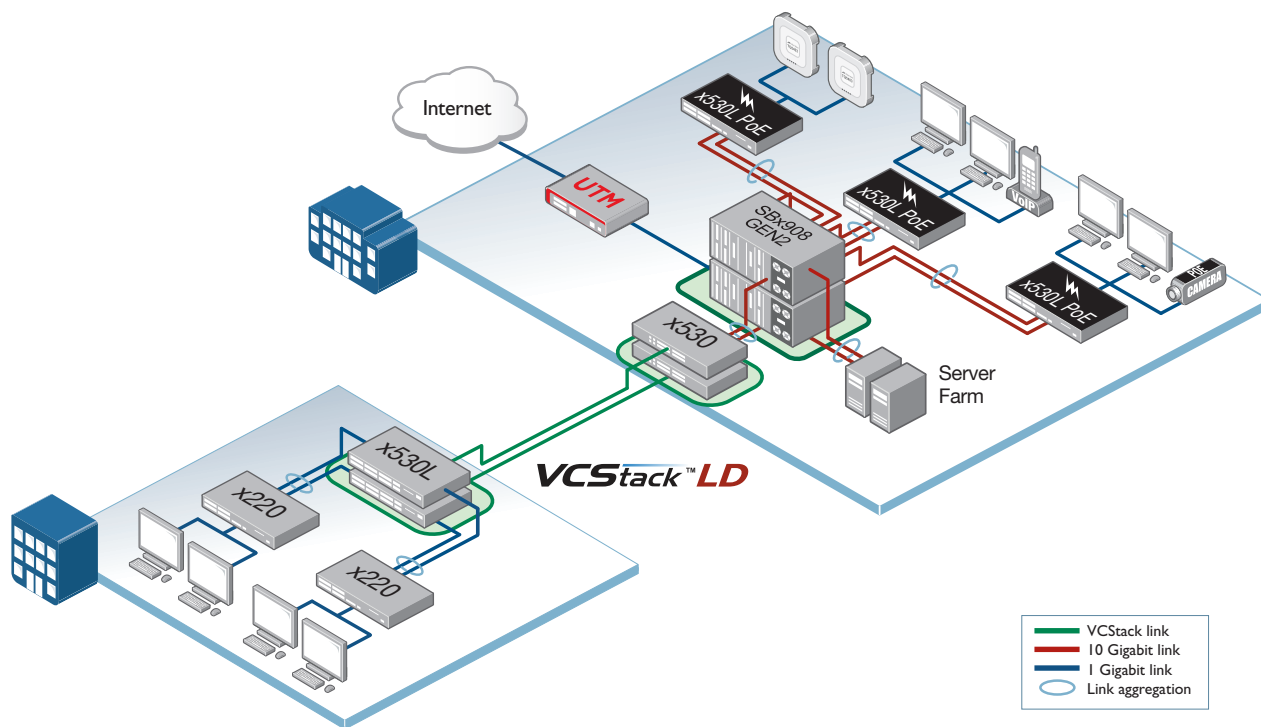 Internet
UTM
x530L PoE
x530L PoE
VoIP
x530L PoE
POE
CAMERA
SBx908
GEN2
x530
Server
Farm
VCStack™ LD
x530L
x220
x220
VCStack link
10 Gigabit link
1 Gigabit link
Link aggregation